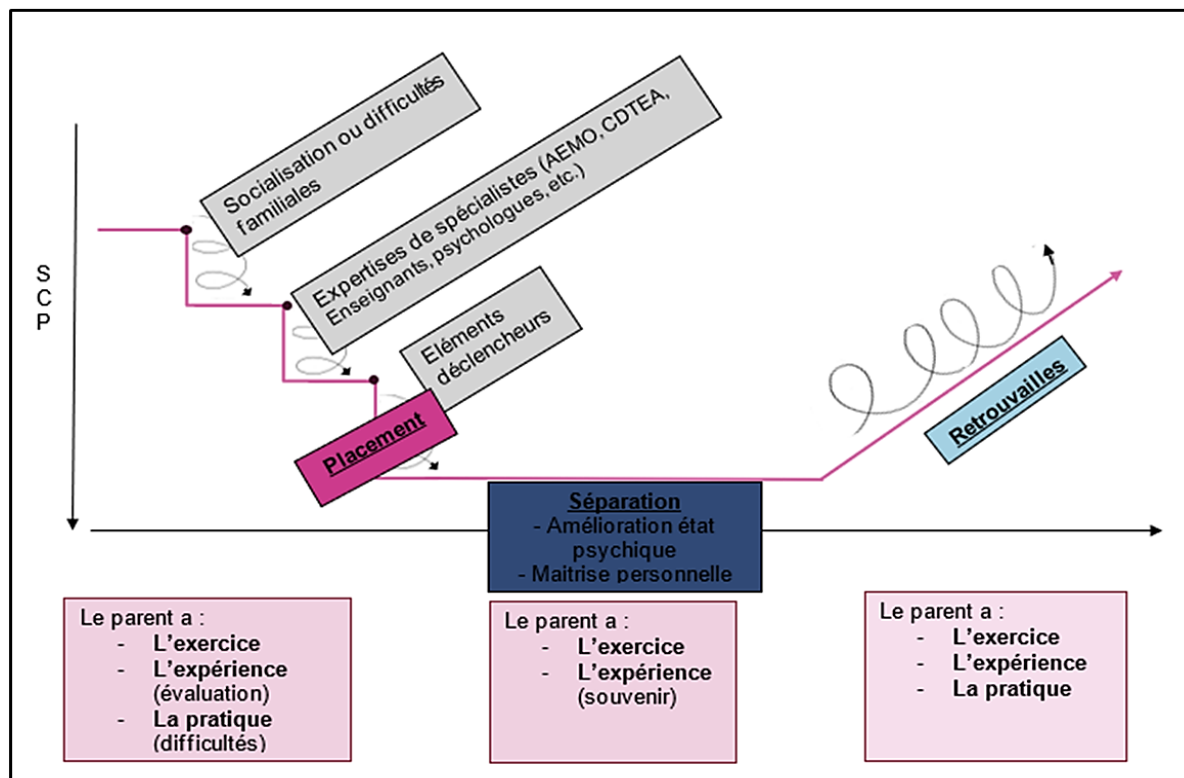 Socialisation ou difficultés
familiales
Expertises de spécialistes (AEMO, CDTEA,
Enseignants, psychologues, etc.)
Eléments
déclencheurs
S
C
P
Placement
Retrouvailles
Séparation
- Amélioration état
psychique
- Maitrise personnelle
Le parent a :
- L'exercice
- L'expérience
(évaluation)
- La pratique
(difficultés)
Le parent a :
- L'exercice
- L'expérience
(souvenir)
Le parent a :
- L'exercice
- L'expérience
- La pratique